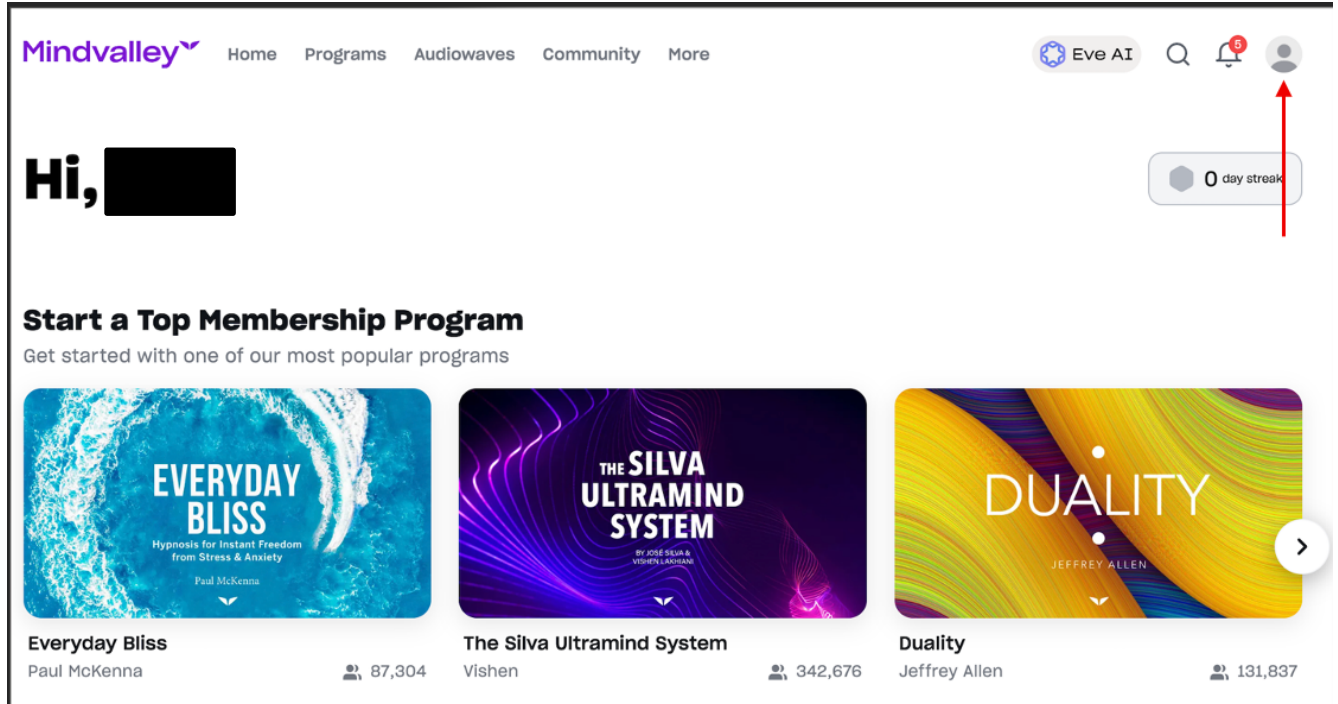 Mindvalley
Home Programs Audiowaves Community More
Eve AI
5
Hi,
0 day streak
Start a Top Membership Program
Get started with one of our most popular programs
EVERYDAY
BLISS
Hypnosis for Instant Freedom
from Stress & Anxiety
Paul McKenna
THE SILVA
ULTRAMIND
SYSTEM
BY JOSÉ SILVA &
VISHEN LAKHIANI
DUALITY
JEFFREY ALLEN
Everyday Bliss
Paul McKenna 87,304
The Silva Ultramind System
Vishen 342,676
Duality
Jeffrey Allen 131,837